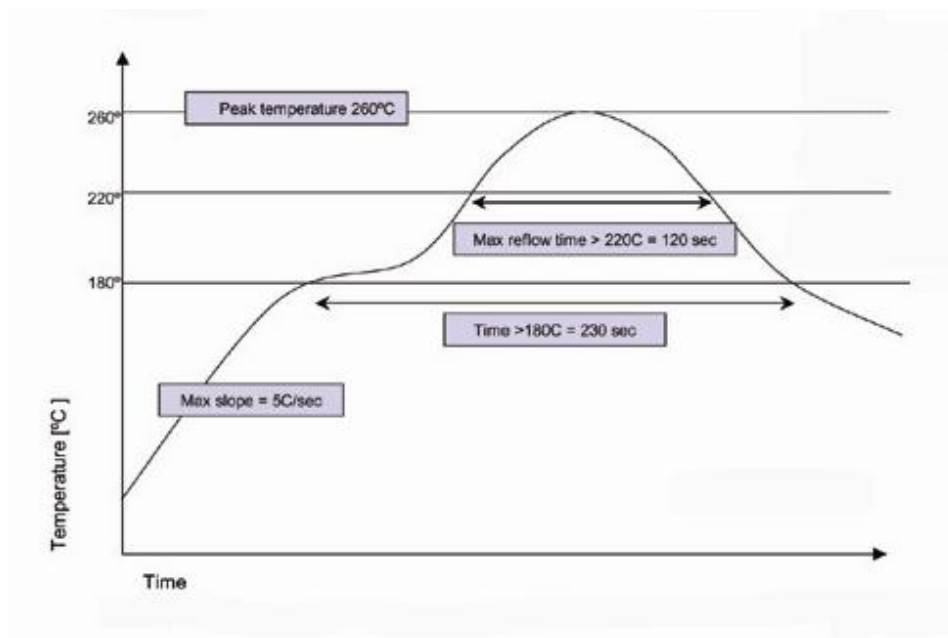 Peak temperature 260ºC
260º
220º
Max reflow time > 220C = 120 sec
180º
Time >180C = 230 sec
Max slope = 5C/sec
Temperature [ºC ]
Time